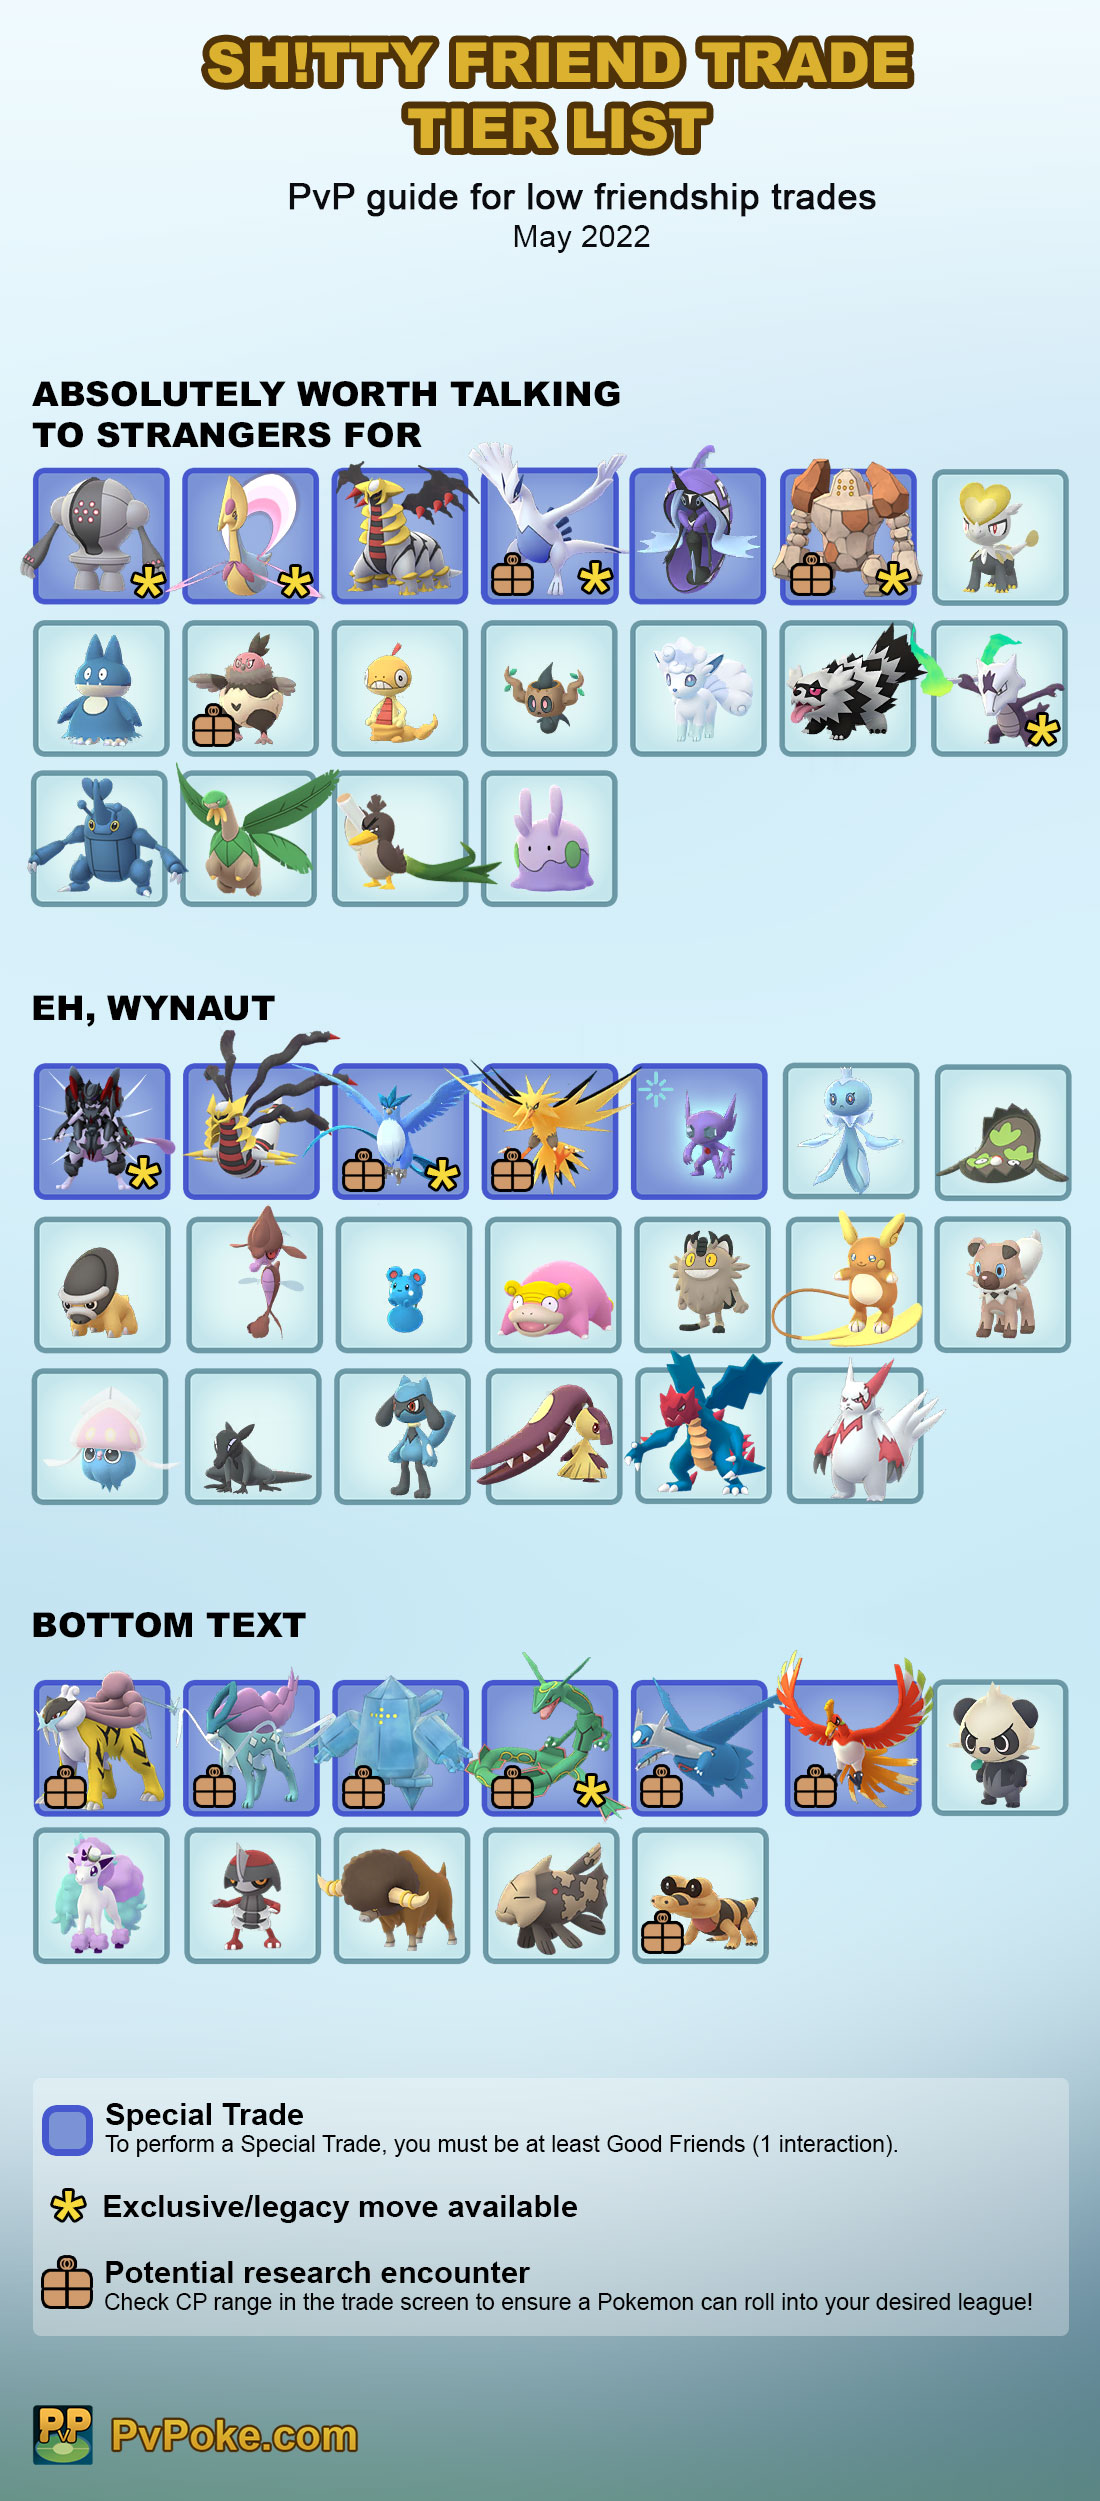 SH!TTY FRIEND TRADE
TIER LIST
PvP guide for low friendship trades
May 2022
ABSOLUTELY WORTH TALKING
TO STRANGERS FOR
EH, WYNAUT
BOTTOM TEXT
Special Trade
To perform a Special Trade, you must be at least Good Friends (1 interaction).
Exclusive/legacy move available
Potential research encounter
Check CP range in the trade screen to ensure a Pokemon can roll into your desired league!
PvP
PvPoke.com